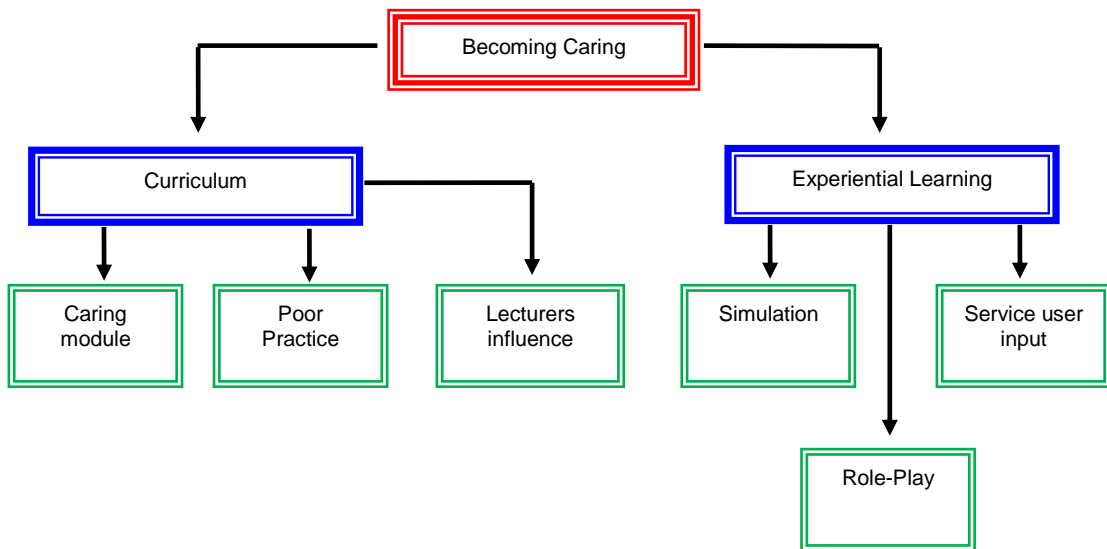 Becoming Caring
Curriculum
Experiential Learning
Caring
module
Poor
Practice
Lecturers
influence
Simulation
Service user
input
Role-Play